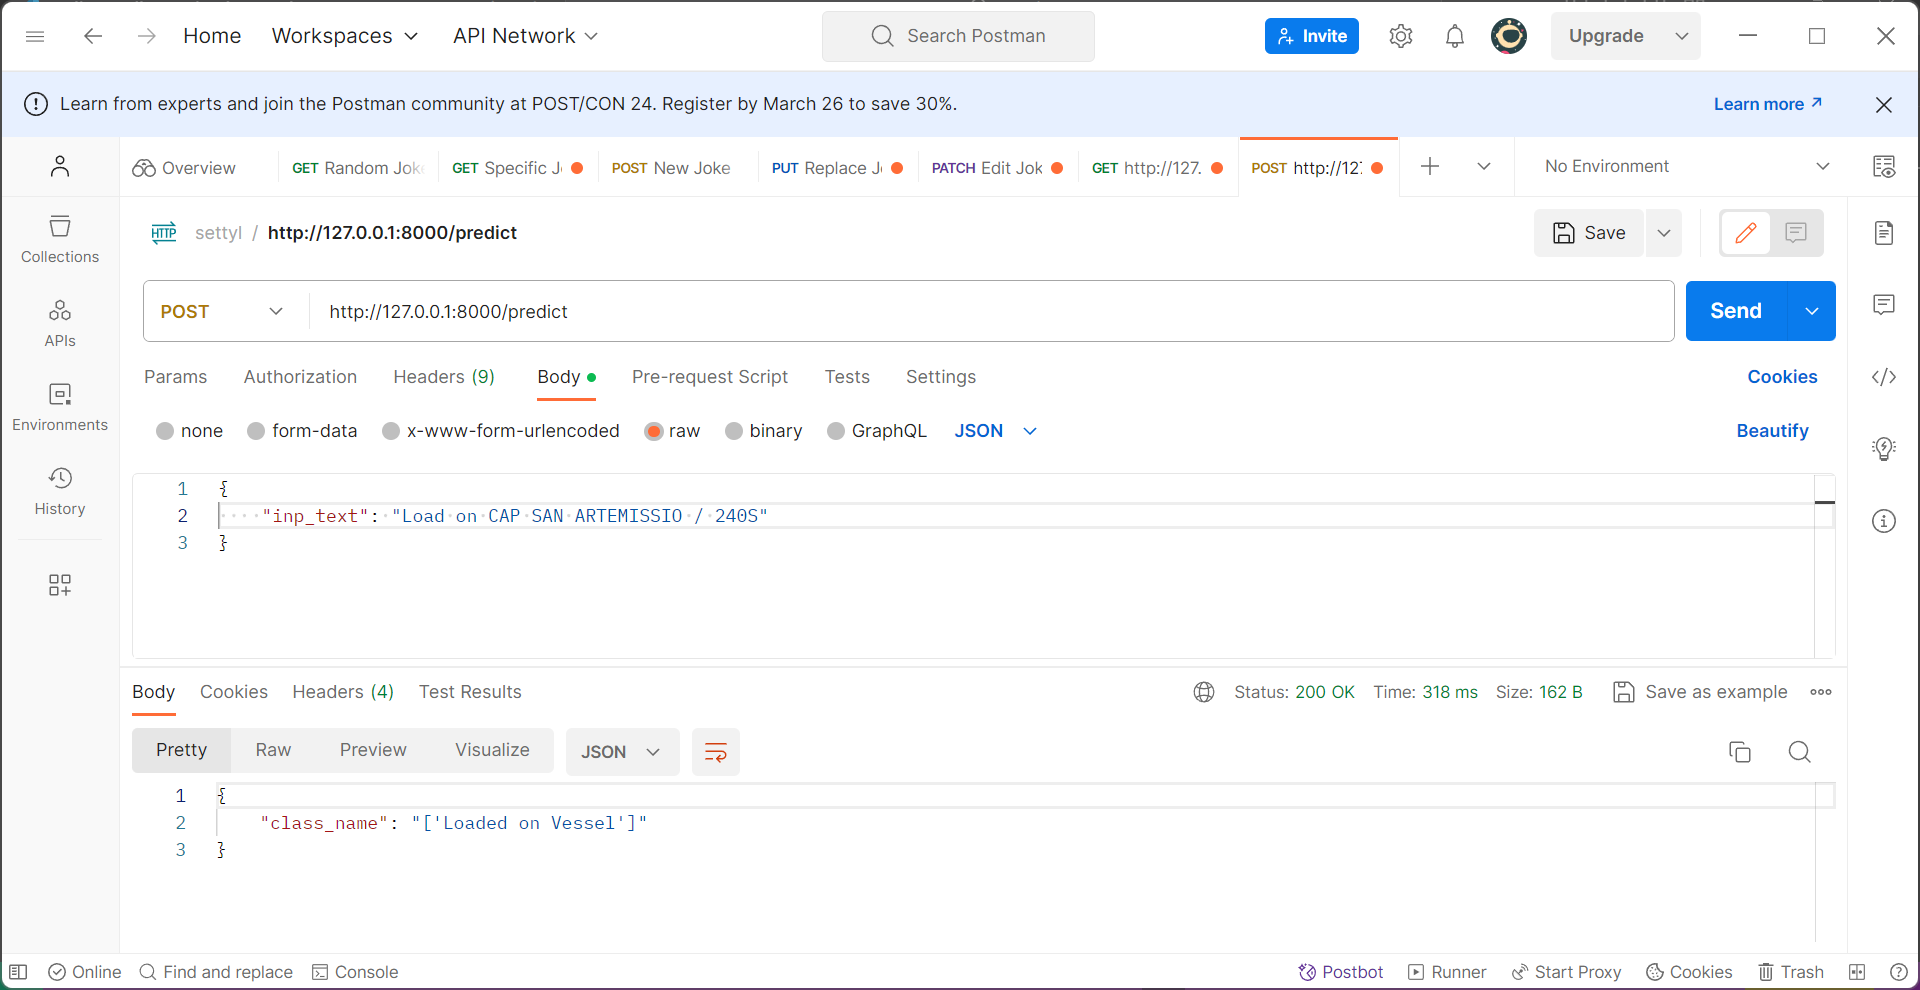 Home Workspaces API Network Search Postman Invite Upgrade
Learn from experts and join the Postman community at POST/CON 24. Register by March 26 to save 30%. Learn more
Overview GET Random Joke GET Specific J PUT POST New Joke PUT Replace J PATCH Edit Jok GET http://127. POST http://127 No Environment
settyl / http://127.0.0.1:8000/predict Save
Collections
POST http://127.0.0.1:8000/predict Send
APIs
Params Authorization Headers (9) Body Pre-request Script Tests Settings Cookies
Environments
none form-data x-www-form-urlencoded raw binary GraphQL JSON Beautify
History
1 {
2 "inp_text": "Load on CAP SAN ARTEMISSIO / 240S"
3 }
Body Cookies Headers (4) Test Results Status: 200 OK Time: 318 ms Size: 162 B Save as example
Pretty Raw Preview Visualize JSON
1 {
2 "class_name": "['Loaded on Vessel']"
3 }
Online Find and replace Console Postbot Runner Start Proxy Cookies Trash